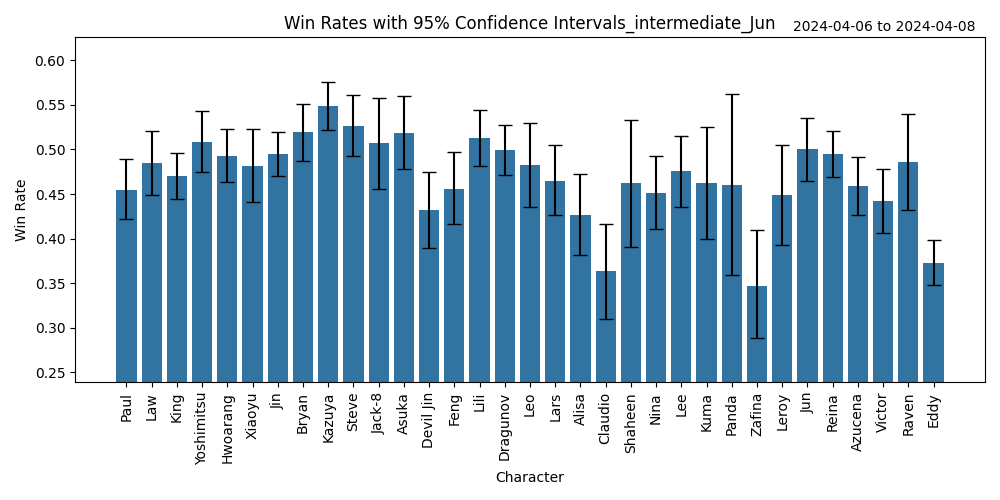 Win Rates with 95% Confidence Intervals_intermediate_Jun
2024-04-06 to 2024-04-08
Win Rate
0.60
0.55
0.50
0.45
0.40
0.35
0.30
0.25
Paul
Law
King
Yoshimitsu
Hwoarang
Xiaoyu
Jin
Bryan
Kazuya
Steve
Jack-8
Asuka
Devil Jin
Feng
Lili
Dragunov
Leo
Lars
Alisa
Claudio
Shaheen
Nina
Lee
Kuma
Panda
Zafina
Leroy
Jun
Reina
Azucena
Victor
Raven
Eddy
Character